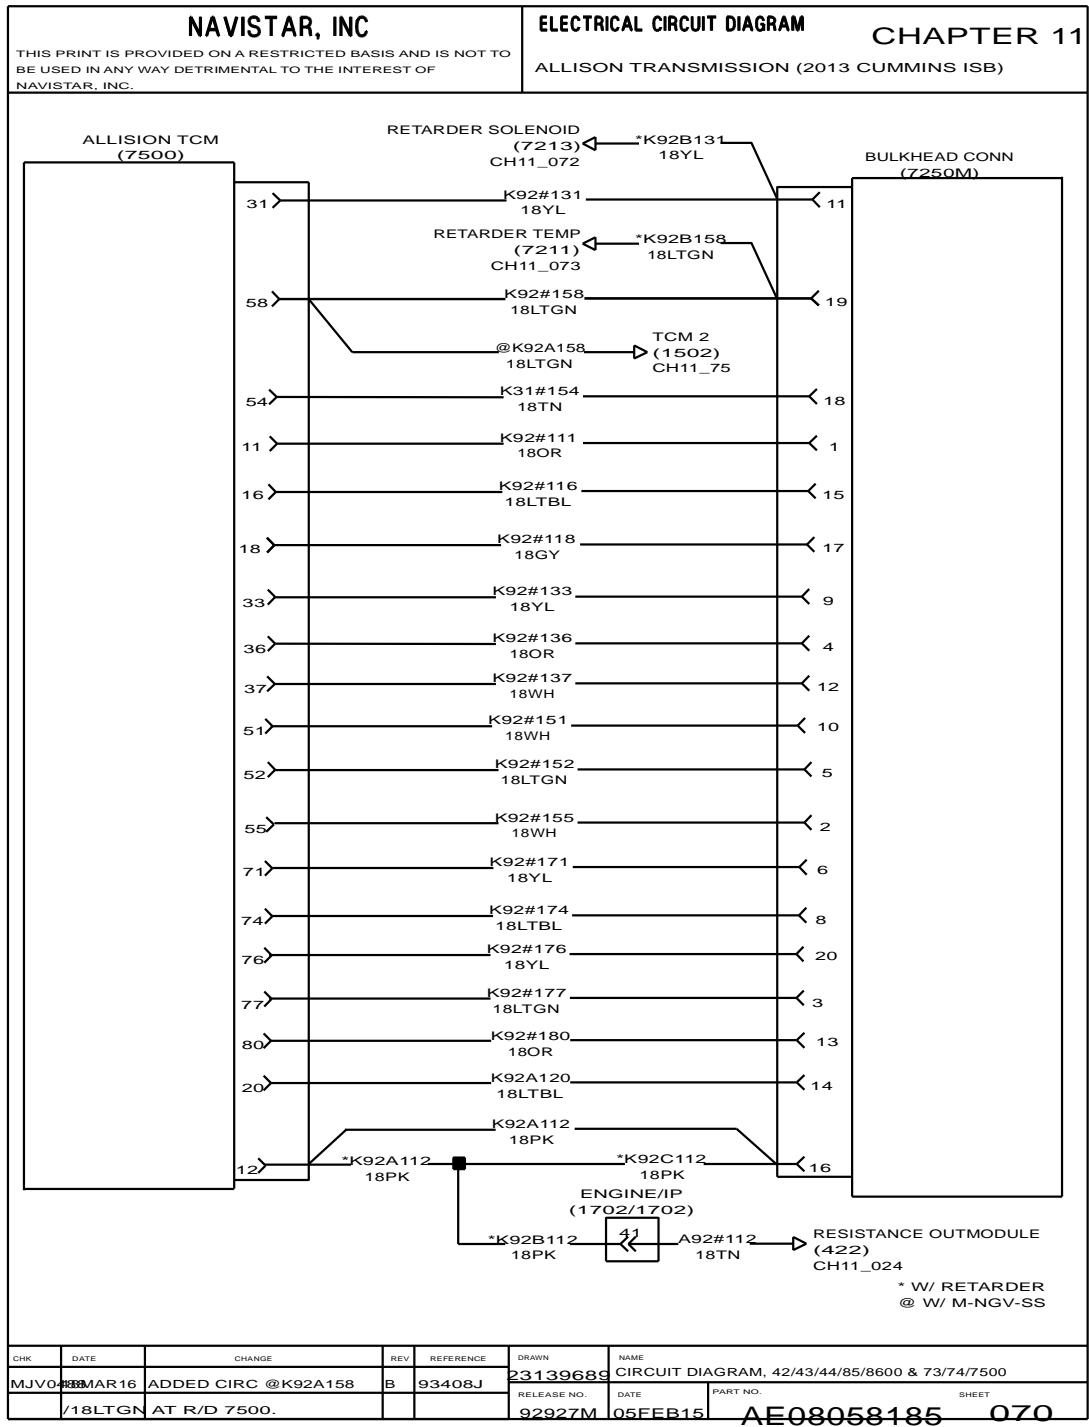 NAVISTAR, INC
THIS PRINT IS PROVIDED ON A RESTRICTED BASIS AND IS NOT TO
BE USED IN ANY WAY DETRIMENTAL TO THE INTEREST OF
NAVISTAR, INC.
ELECTRICAL CIRCUIT DIAGRAM
CHAPTER 11
ALLISON TRANSMISSION (2013 CUMMINS ISB)
ALLISION TCM
(7500)
BULKHEAD CONN
(7250M)
RETARDER SOLENOID
(7213)
CH11_072
*K92B131
18YL
31
K92#131
18YL
11
RETARDER TEMP
(7211)
CH11_073
*K92B158
18LTGN
58
K92#158
18LTGN
19
@K92A158
18LTGN
TCM 2
(1502)
CH11_75
54
K31#154
18TN
18
11
K92#111
18OR
1
16
K92#116
18LTBL
15
18
K92#118
18GY
17
33
K92#133
18YL
9
36
K92#136
18OR
4
37
K92#137
18WH
12
51
K92#151
18WH
10
52
K92#152
18LTGN
5
55
K92#155
18WH
2
71
K92#171
18YL
6
74
K92#174
18LTBL
8
76
K92#176
18YL
20
77
K92#177
18LTGN
3
80
K92#180
18OR
13
20
K92A120
18LTBL
14
K92A112
18PK
12
*K92A112
18PK
*K92C112
18PK
16
ENGINE/IP
(1702/1702)
*K92B112
18PK
41
A92#112
18TN
RESISTANCE OUTMODULE
(422)
CH11_024
* W/ RETARDER
@ W/ M-NGV-SS
CHK DATE CHANGE REV REFERENCE
ADDED CIRC @K92A158 B 93408J
/18LTGN AT R/D 7500.
DRAWN
23139689
NAME
CIRCUIT DIAGRAM, 42/43/44/85/8600 & 73/74/7500
RELEASE NO.
92927M
DATE
05FEB15
PART NO.
AE08058185
SHEET
070